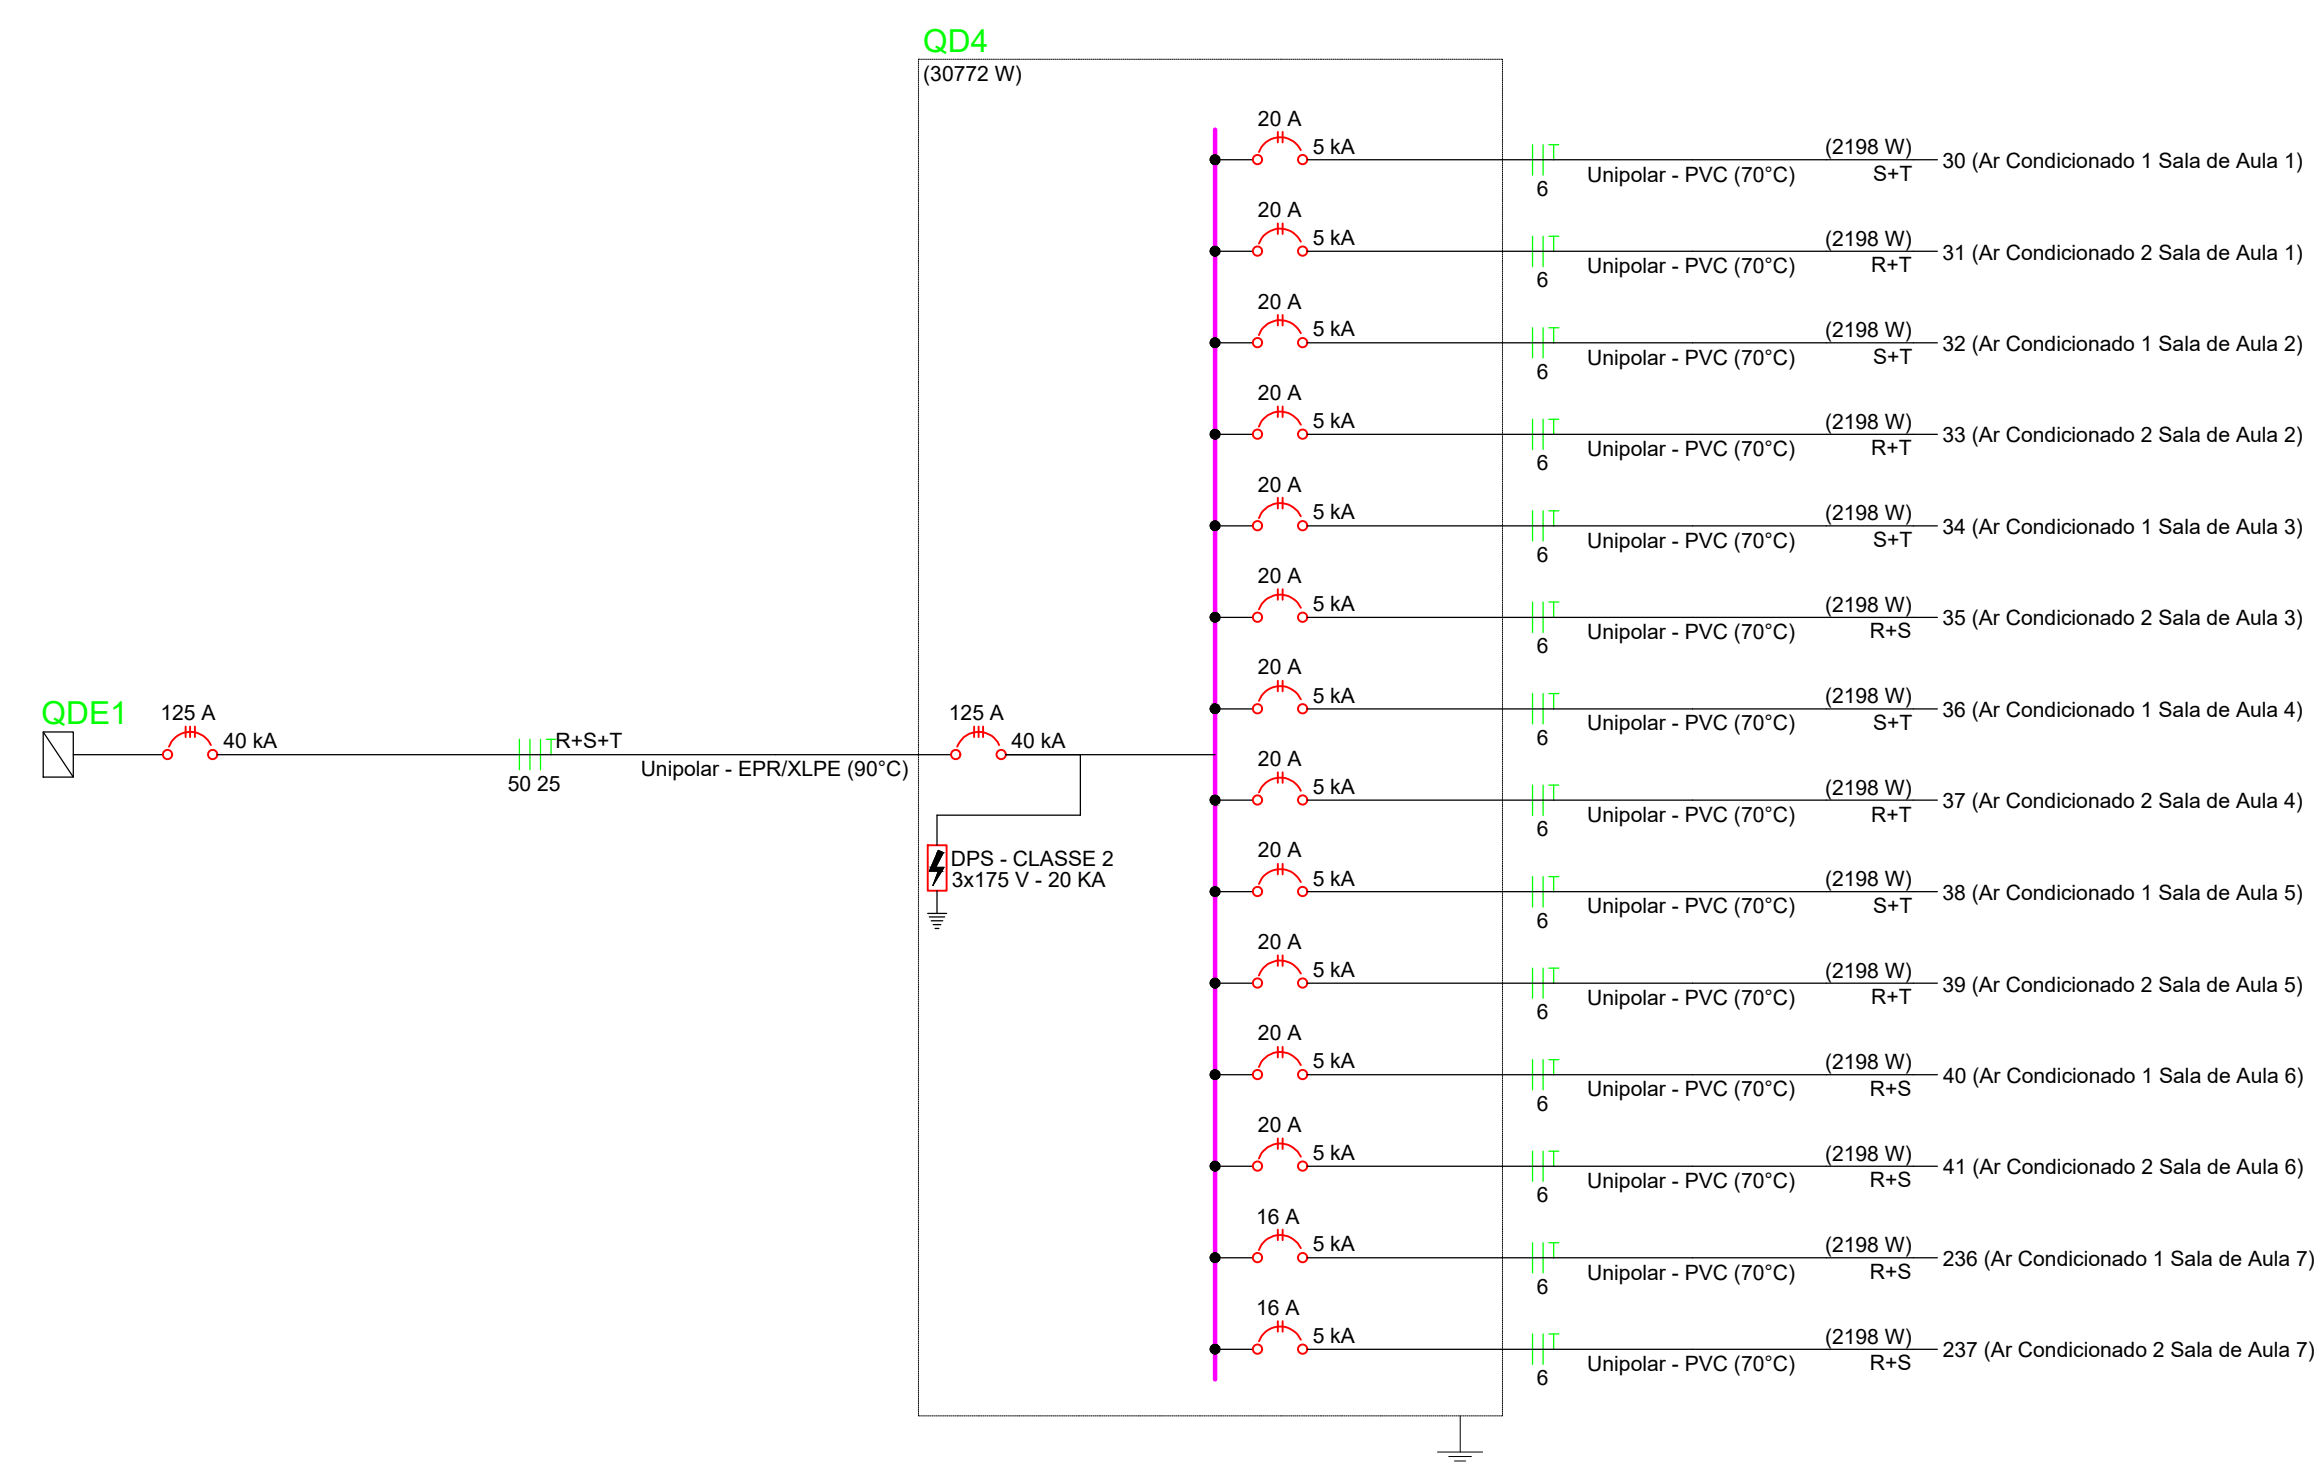 QD4
(30772 W)
20 A
5 kA
6
Unipolar - PVC (70°C)
(2198 W)
S+T
30 (Ar Condicionado 1 Sala de Aula 1)
20 A
5 kA
6
Unipolar - PVC (70°C)
(2198 W)
R+T
31 (Ar Condicionado 2 Sala de Aula 1)
20 A
5 kA
6
Unipolar - PVC (70°C)
(2198 W)
S+T
32 (Ar Condicionado 1 Sala de Aula 2)
20 A
5 kA
6
Unipolar - PVC (70°C)
(2198 W)
R+T
33 (Ar Condicionado 2 Sala de Aula 2)
20 A
5 kA
6
Unipolar - PVC (70°C)
(2198 W)
S+T
34 (Ar Condicionado 1 Sala de Aula 3)
20 A
5 kA
6
Unipolar - PVC (70°C)
(2198 W)
R+S
35 (Ar Condicionado 2 Sala de Aula 3)
20 A
5 kA
6
Unipolar - PVC (70°C)
(2198 W)
S+T
36 (Ar Condicionado 1 Sala de Aula 4)
QDE1
125 A
40 kA
R+S+T
50 25
Unipolar - EPR/XLPE (90°C)
125 A
40 kA
DPS - CLASSE 2
3x175 V - 20 KA
20 A
5 kA
6
Unipolar - PVC (70°C)
(2198 W)
R+T
37 (Ar Condicionado 2 Sala de Aula 4)
20 A
5 kA
6
Unipolar - PVC (70°C)
(2198 W)
S+T
38 (Ar Condicionado 1 Sala de Aula 5)
20 A
5 kA
6
Unipolar - PVC (70°C)
(2198 W)
R+T
39 (Ar Condicionado 2 Sala de Aula 5)
20 A
5 kA
6
Unipolar - PVC (70°C)
(2198 W)
R+S
40 (Ar Condicionado 1 Sala de Aula 6)
20 A
5 kA
6
Unipolar - PVC (70°C)
(2198 W)
R+S
41 (Ar Condicionado 2 Sala de Aula 6)
16 A
5 kA
6
Unipolar - PVC (70°C)
(2198 W)
R+S
236 (Ar Condicionado 1 Sala de Aula 7)
16 A
5 kA
6
Unipolar - PVC (70°C)
(2198 W)
R+S
237 (Ar Condicionado 2 Sala de Aula 7)